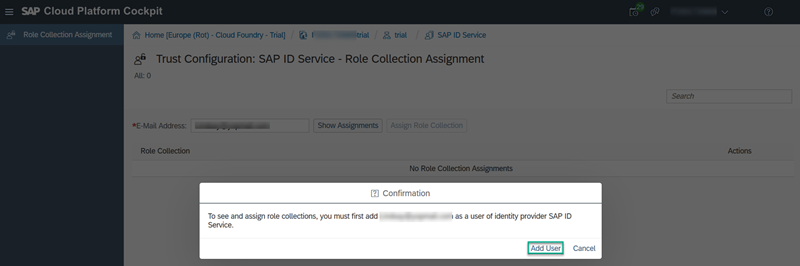 SAP Cloud Platform Cockpit
Role Collection Assignment
Home [Europe (Rot) - Cloud Foundry - Trial] / trial / trial / SAP ID Service
Trust Configuration: SAP ID Service - Role Collection Assignment
All: 0
Search
*E-Mail Address: Show Assignments Assign Role Collection
Role Collection Actions
No Role Collection Assignments
Confirmation
To see and assign role collections, you must first add as a user of identity provider SAP ID
Service.
Add User Cancel